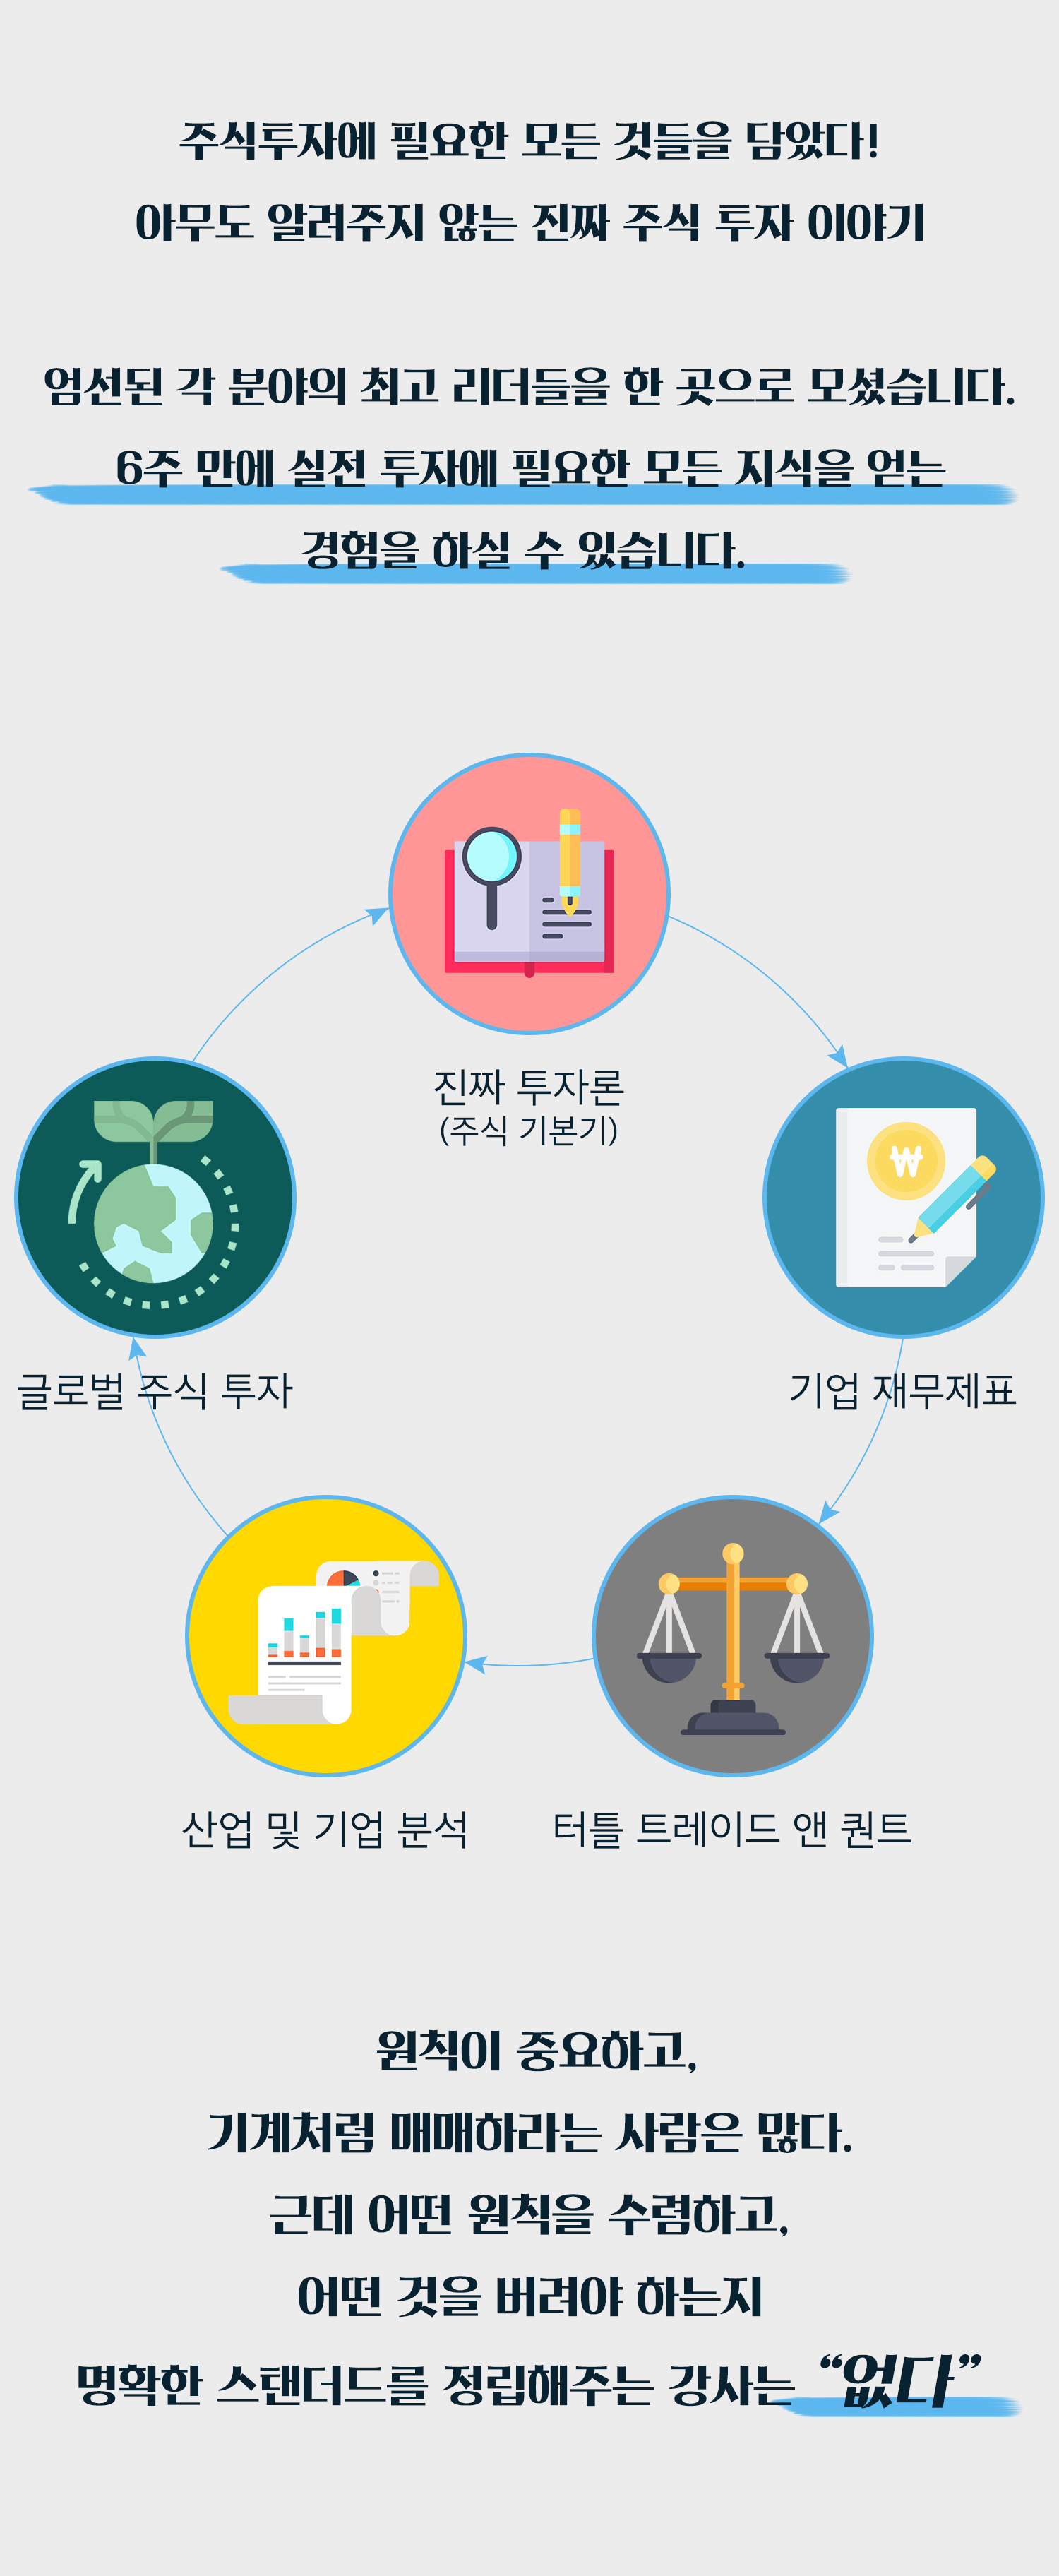 주식투자에 필요한 모든 것들을 담았다!
아무도 알려주지 않는 진짜 주식 투자 이야기
엄선된 각 분야의 최고 리더들을 한 곳으로 모셨습니다.
6주 만에 실전 투자에 필요한 모든 지식을 얻는
경험을 하실 수 있습니다.
진짜 투자론
(주식 기본기)
₩
글로벌 주식 투자
기업 재무제표
산업 및 기업 분석
터틀 트레이드 앤 퀀트
원칙이 중요하고,
기계처럼 매매하라는 사람은 많다.
근데 어떤 원칙을 수렴하고,
어떤 것을 버려야 하는지
명확한 스탠더드를 정립해주는 강사는 “없다”